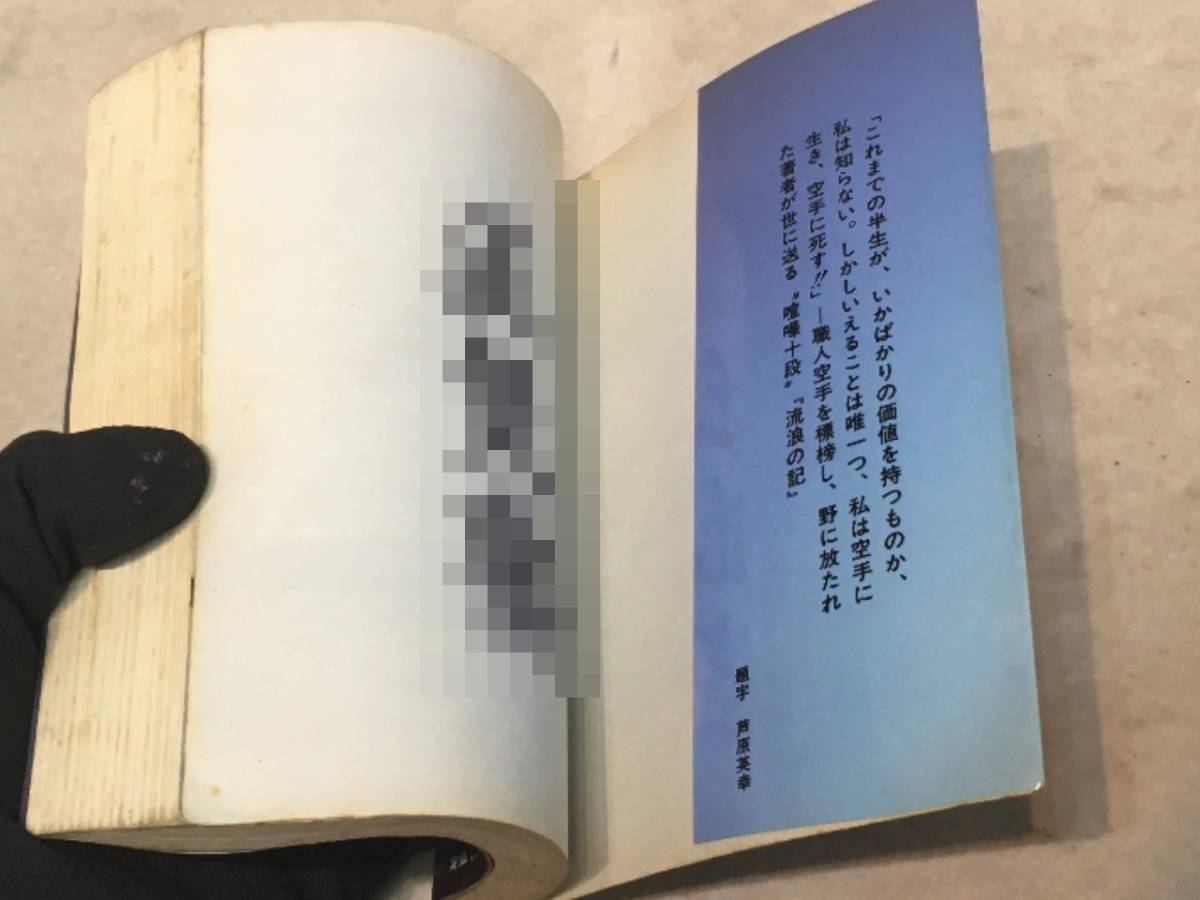 「これまでの半生が、いかばかりの価値を持つものか、
私は知らない。しかしいえることは唯一つ、私は空手に
生き、空手に死す!!」―職人空手を標榜し、野に放たれ
た著者が世に送る〝喧嘩十段〟『流浪の記』
題字 芦原英幸